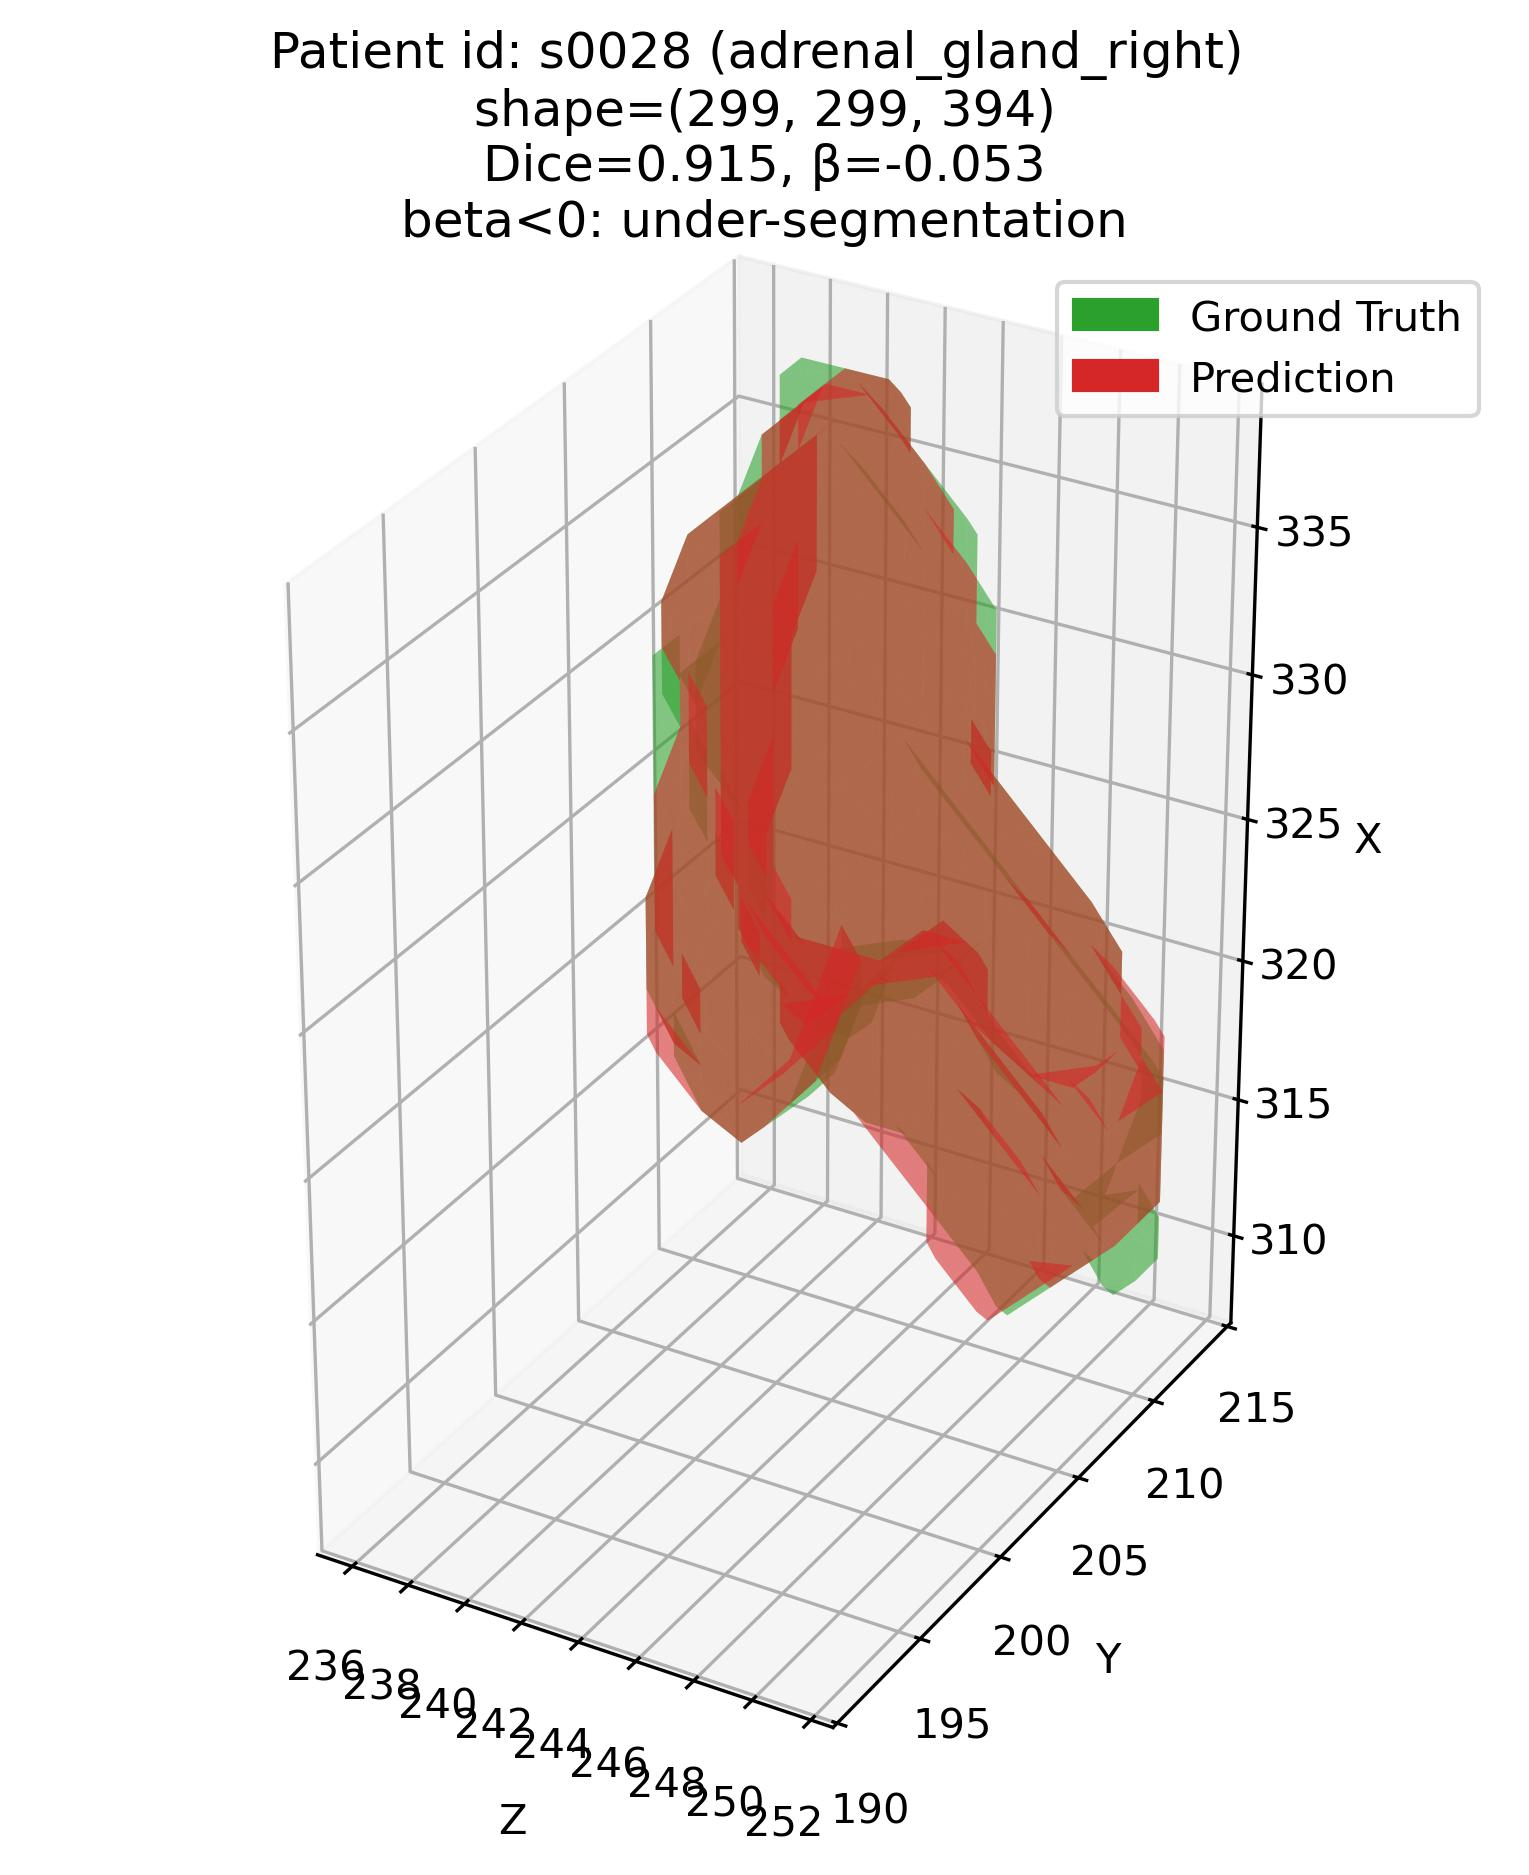 Patient id: s0028 (adrenal_gland_right)
shape=(299, 299, 394)
Dice=0.915, β=-0.053
beta<0: under-segmentation
Ground Truth
Prediction
335
330
325
X
320
315
310
215
210
205
200
Y
195
190
236
238
240
242
244
246
248
250
252
Z